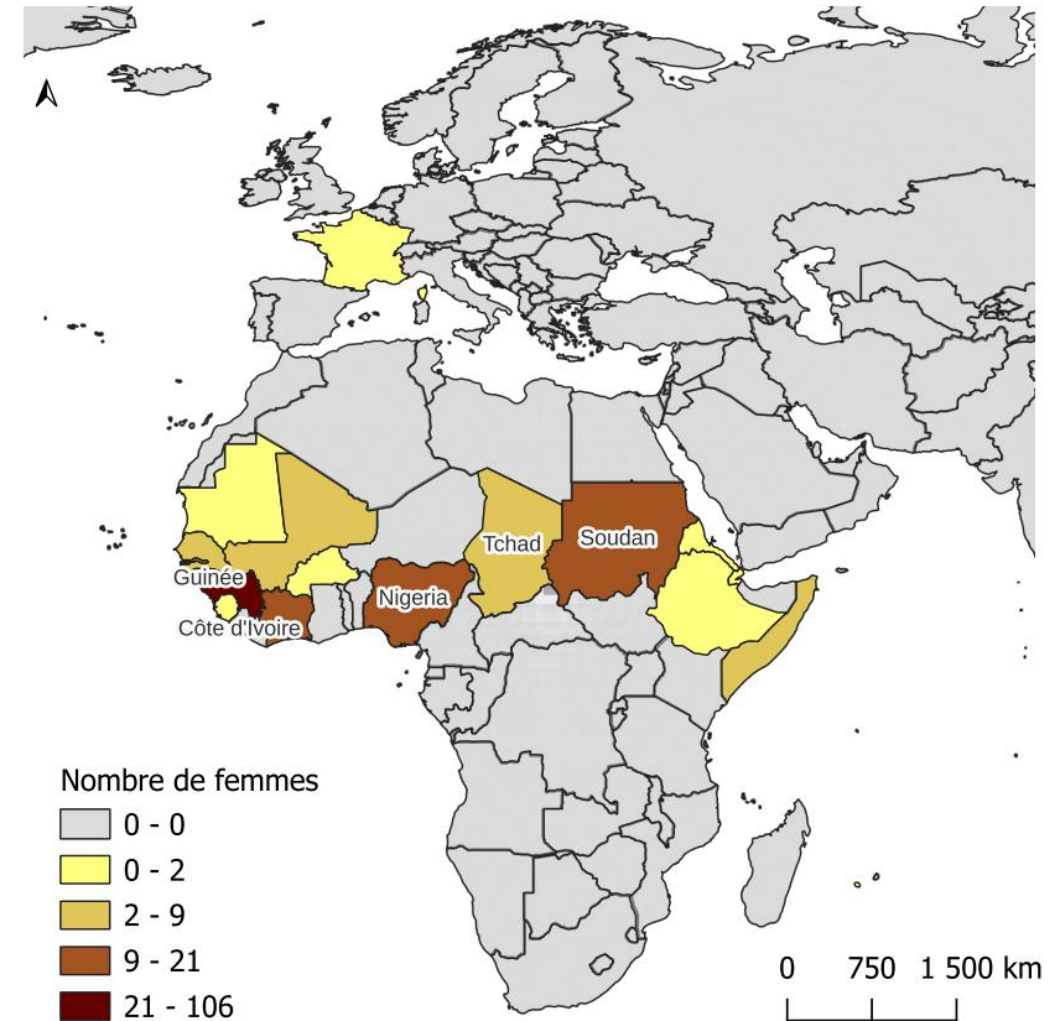 Tchad
Soudan
Guinée
Nigeria
Côte d'Ivoire
Nombre de femmes
0 - 0
0 - 2
2 - 9
9 - 21
21 - 106
0 750 1 500 km